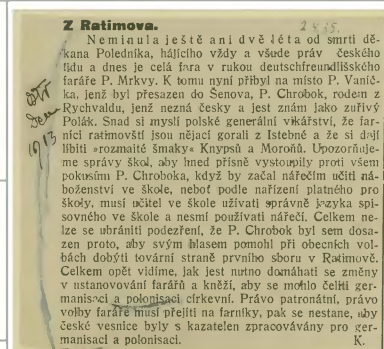 Z Ratimova.
Neminula ještě ani dvě léta od smrti dě-
kana Poledníka, hájícího vždy a všude práv českého
lidu a dnes je celá fara v rukou deutschfreundlišského
faráře P. Mrkvy. K tomu nyní přibyl na místo P. Vaníč-
ka, jenž byl přesazen do Šenova, P. Chrobok, rodem z
Rychvaldu, jenž nezná česky a jest znám jako zuřivý
Polák. Snad si myslí polské generální vikářství, že far-
níci ratimovští jsou nějací gorali z Istebné a že si dají
líbiti »rozmaité šmaky« Knypsů a Moroňů. Upozorňuje-
me správy škol, aby hned přísně vystoupily proti všem
pokusům P. Chroboka, když by začal nářečím učiti ná-
boženství ve škole, neboť podle nařízení platného pro
školy, musí učitel ve škole užívati správně jazyka spi-
sovného ve škole a nesmí používati nářečí. Celkem ne-
lze se ubrániti podezření, že P. Chrobok byl sem dosa-
zen proto, aby svým hlasem pomohl při obecních vol-
bách dobýti tovární straně prvního sboru v Ratimově.
Celkem opět vidíme, jak jest nutno domáhati se změny
v ustanovování farářů a kněží, aby se mohlo čeliti ger-
manisaci a polonisaci církevní. Právo patronátní, právo
volby faráře musí přejíti na farníky, pak se nestane, aby
české vesnice byly s kazatelen zpracovávány pro ger-
manisaci a polonisaci. K.
1913